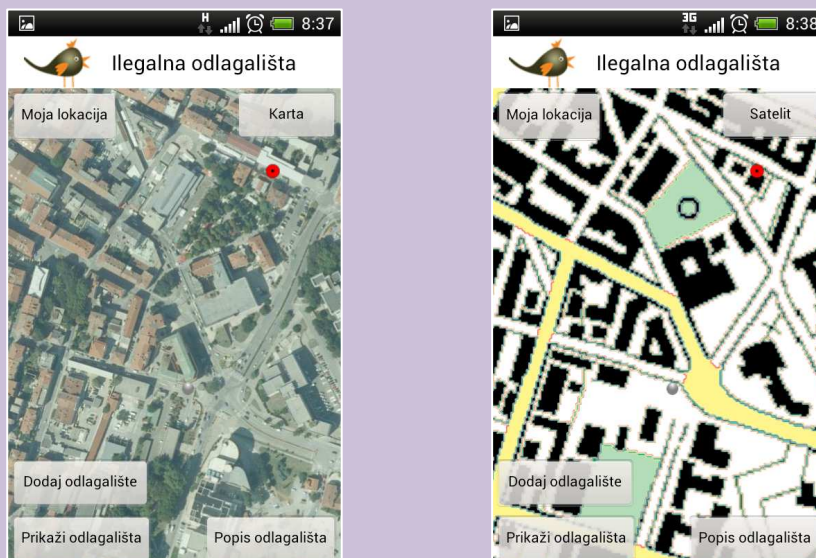 H 8:37
Ilegalna odlagališta
Moja lokacija
Karta
Dodaj odlagalište
Prikaži odlagališta
Popis odlagališta
3G 8:38
Ilegalna odlagališta
Moja lokacija
Satelit
Dodaj odlagalište
Prikaži odlagališta
Popis odlagališta